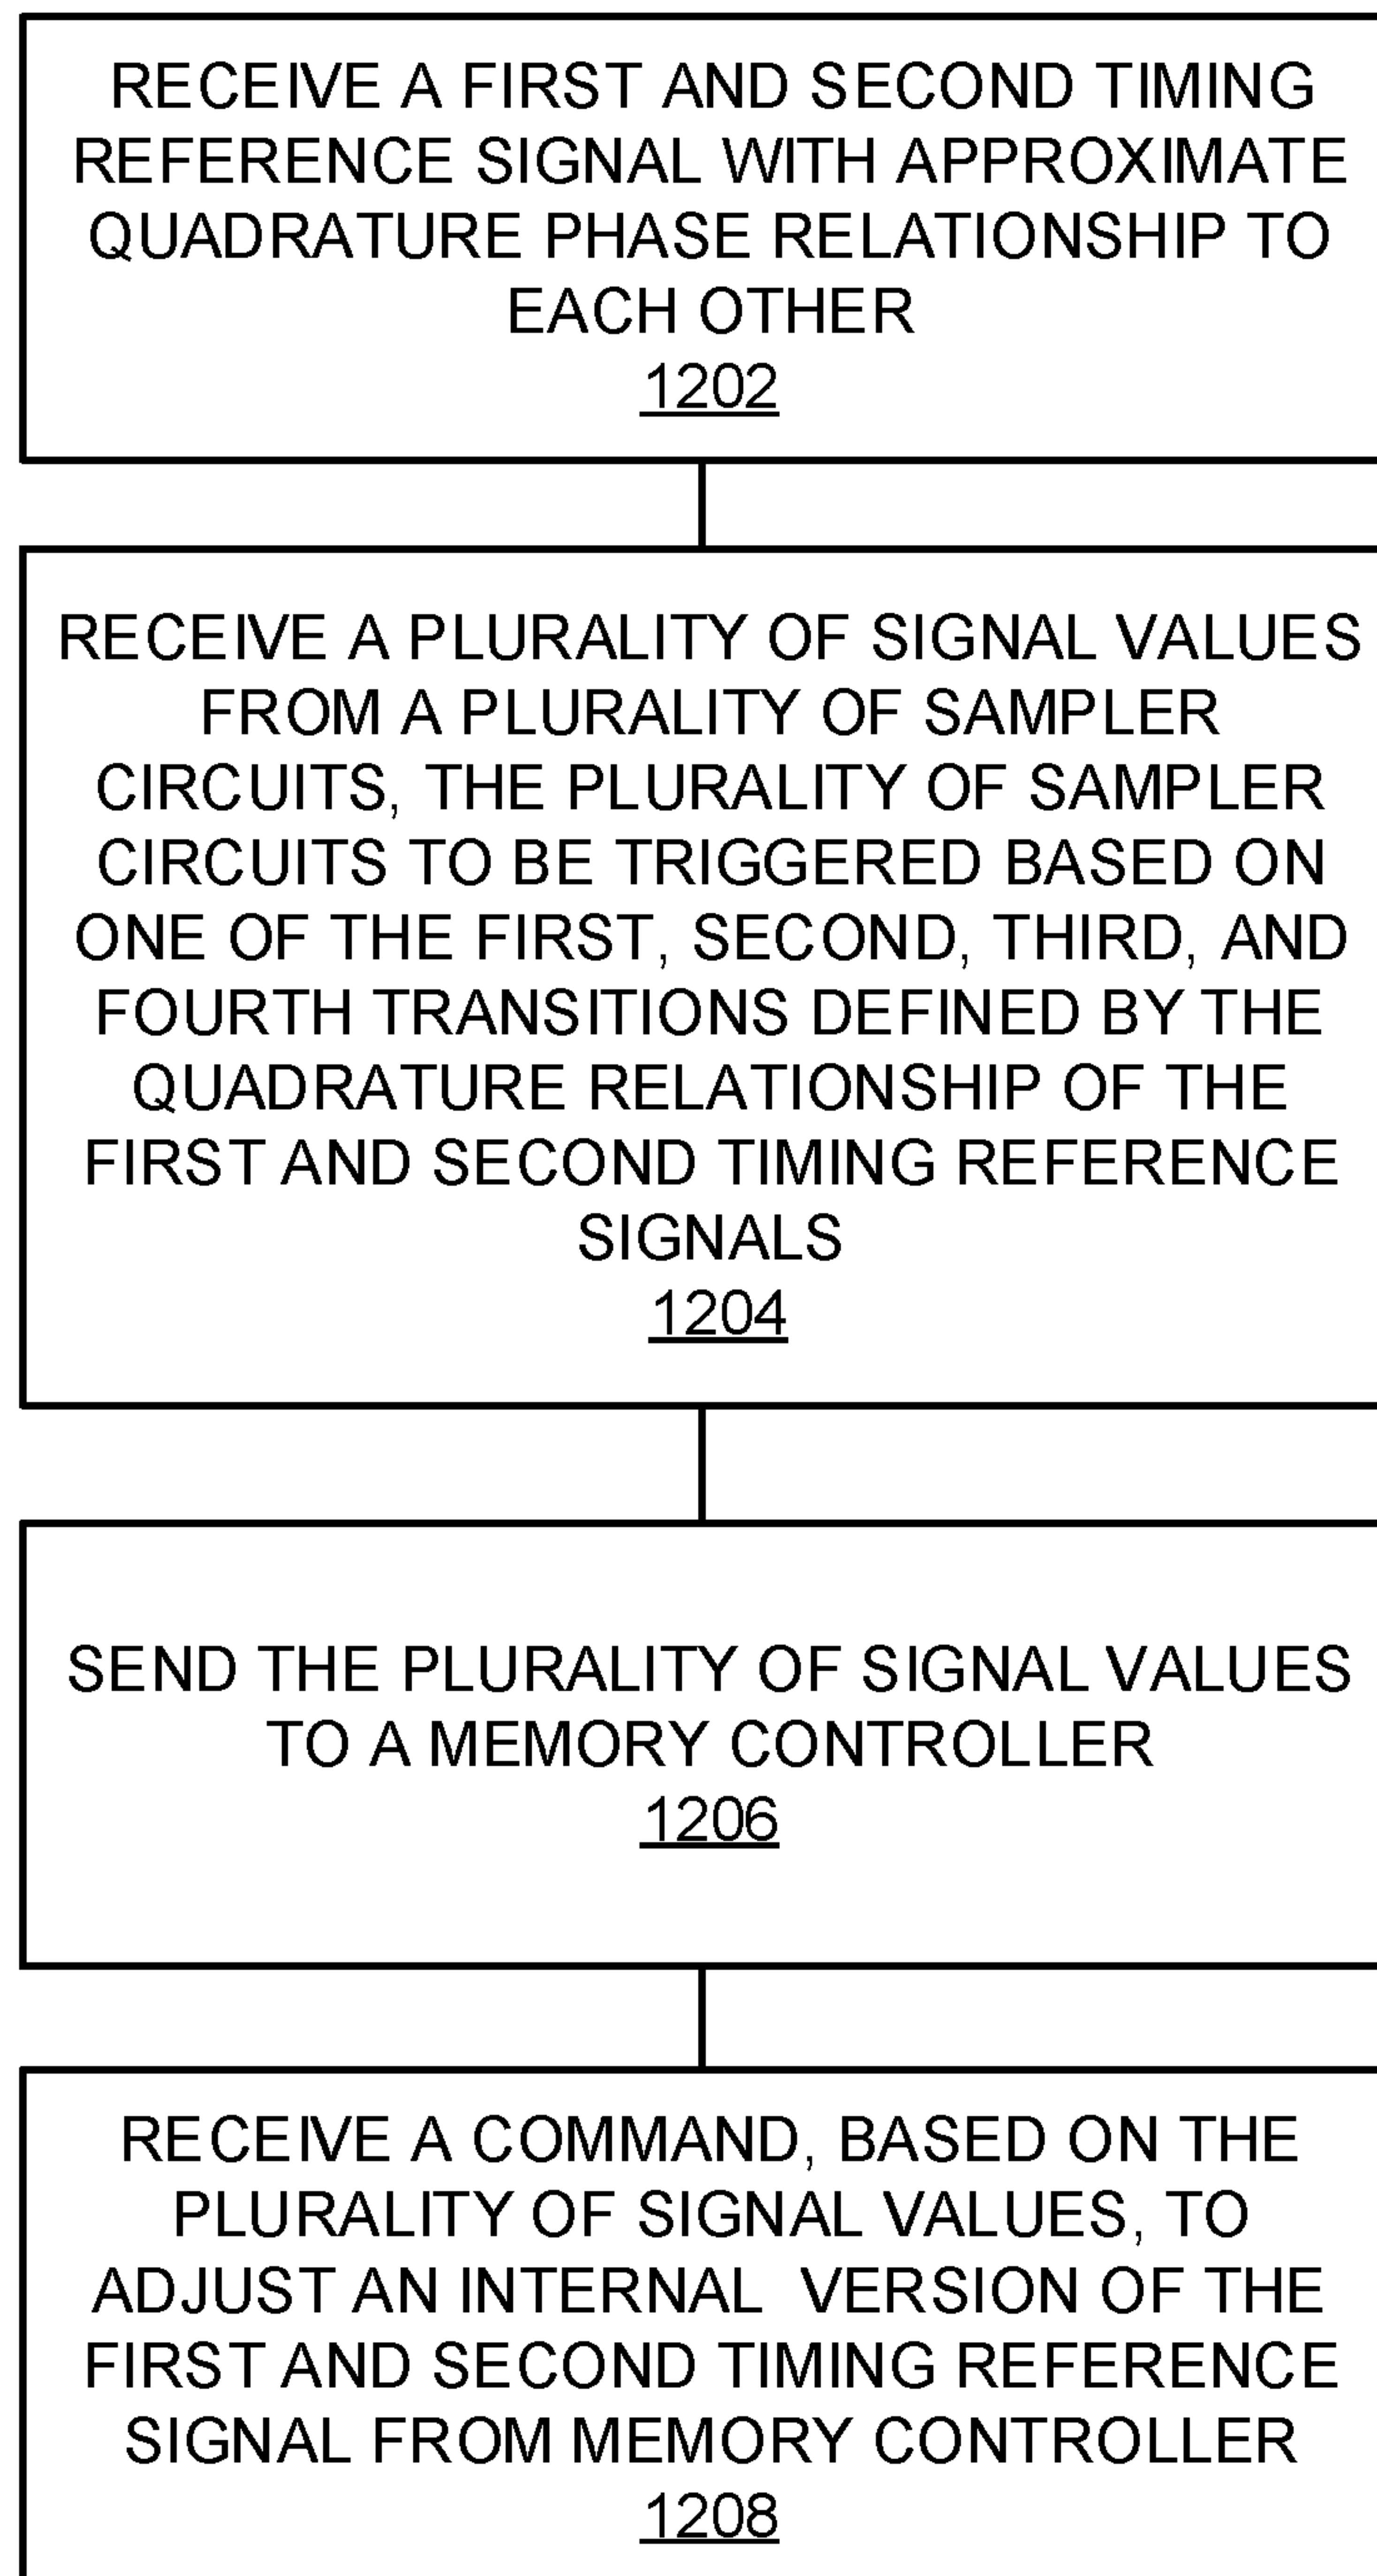 RECEIVE A FIRST AND SECOND TIMING
REFERENCE SIGNAL WITH APPROXIMATE
QUADRATURE PHASE RELATIONSHIP TO
EACH OTHER
1202
RECEIVE A PLURALITY OF SIGNAL VALUES
FROM A PLURALITY OF SAMPLER
CIRCUITS, THE PLURALITY OF SAMPLER
CIRCUITS TO BE TRIGGERED BASED ON
ONE OF THE FIRST, SECOND, THIRD, AND
FOURTH TRANSITIONS DEFINED BY THE
QUADRATURE RELATIONSHIP OF THE
FIRST AND SECOND TIMING REFERENCE
SIGNALS
1204
SEND THE PLURALITY OF SIGNAL VALUES
TO A MEMORY CONTROLLER
1206
RECEIVE A COMMAND, BASED ON THE
PLURALITY OF SIGNAL VALUES, TO
ADJUST AN INTERNAL VERSION OF THE
FIRST AND SECOND TIMING REFERENCE
SIGNAL FROM MEMORY CONTROLLER
1208